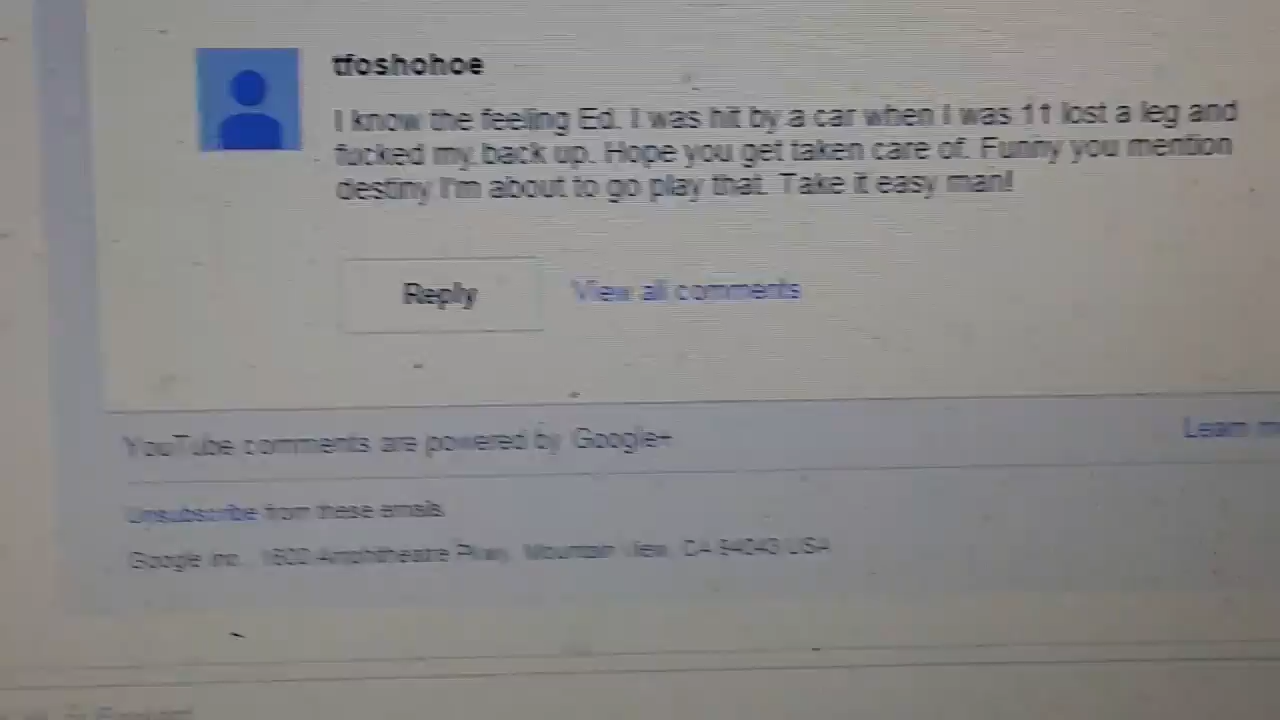 tfoshohoe
I know the feeling Ed. I was hit by a car when I was 11 lost a leg and
fucked my back up. Hope you get taken care of. Funny you mention
destiny I'm about to go play that. Take it easy man!
Reply View all comments
YouTube comments are powered by Google+
Learn
Unsubscribe from these emails
Google Inc. 1600 Amphitheatre Pkwy, Mountain View, CA 94043 USA